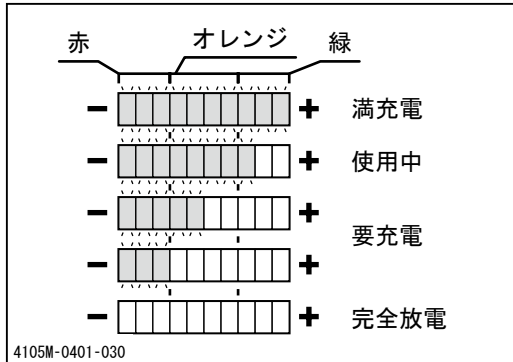 赤 オレンジ 緑
− + 満充電
− + 使用中
− +
要充電
− +
− + 完全放電
4105M-0401-030